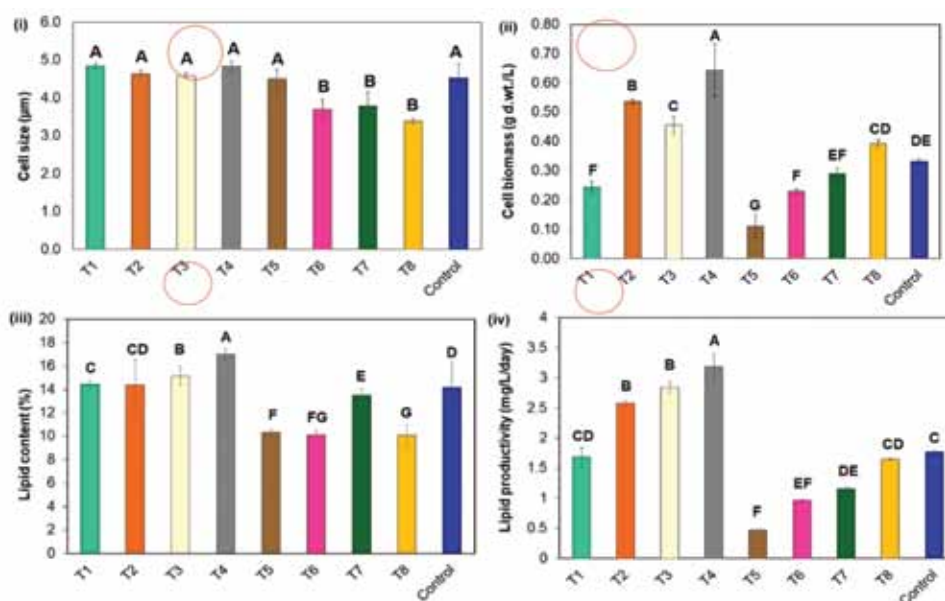 (i)
Cell size (µm)
6.0
5.0
4.0
3.0
2.0
1.0
0.0
A A A A A B B B A
T1 T2 T3 T4 T5 T6 T7 T8 Control
(ii)
Cell biomass (g d.wt./L)
0.80
0.70
0.60
0.50
0.40
0.30
0.20
0.10
0.00
F B C A G F EF CD DE
T1 T2 T3 T4 T5 T6 T7 T8 Control
(iii)
Lipid content (%)
20
18
16
14
12
10
8
6
4
2
0
C CD B A F FG E G D
T1 T2 T3 T4 T5 T6 T7 T8 Control
(iv)
Lipid productivity (mg/L/day)
4
3.5
3
2.5
2
1.5
1
0.5
0
CD B B A F EF DE CD C
T1 T2 T3 T4 T5 T6 T7 T8 Control